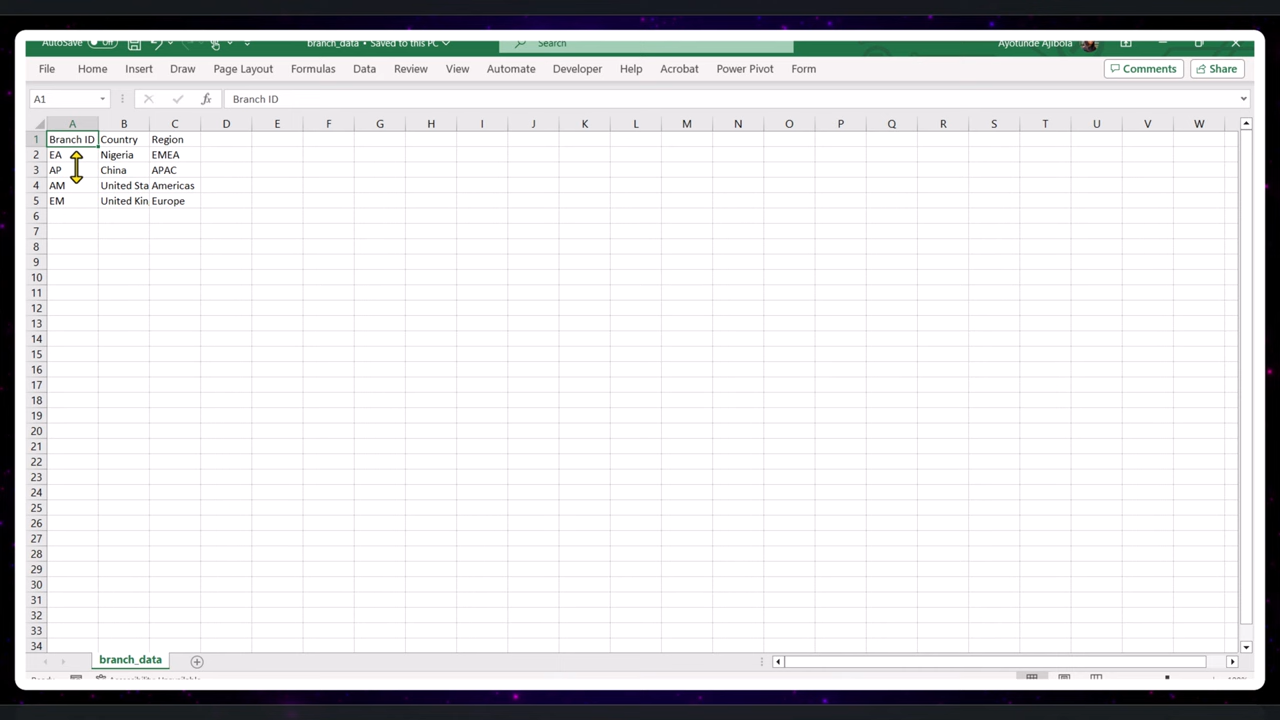 AutoSave Off branch_data • Saved to this PC Search Ayotunde Ajibola
File Home Insert Draw Page Layout Formulas Data Review View Automate Developer Help Acrobat Power Pivot Form Comments Share
A1 fx Branch ID
A B C D E F G H I J K L M N O P Q R S T U V W
1 Branch ID Country Region
2 EA Nigeria EMEA
3 AP China APAC
4 AM United Sta Americas
5 EM United Kin Europe
6
7
8
9
10
11
12
13
14
15
16
17
18
19
20
21
22
23
24
25
26
27
28
29
30
31
32
33
34
branch_data